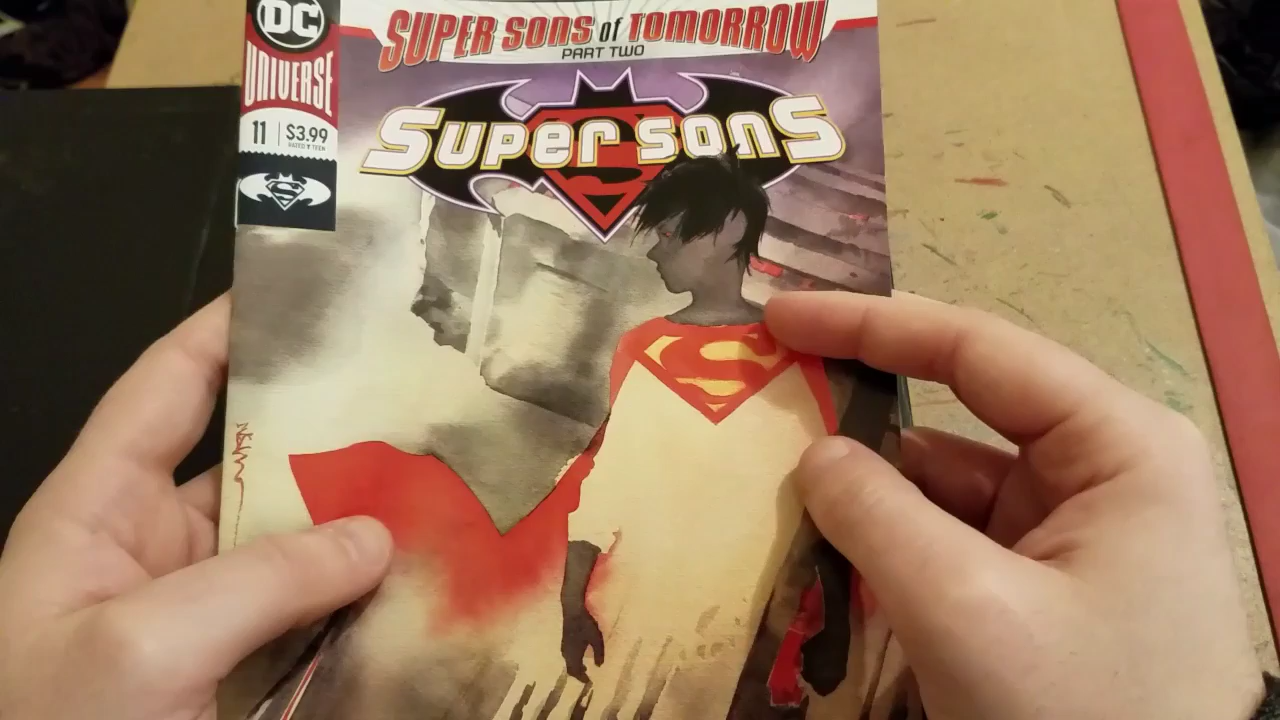 DC
UNIVERSE
11 $3.99
RATED T TEEN
SUPER SONS of TOMORROW
PART TWO
SUPER SONS
S